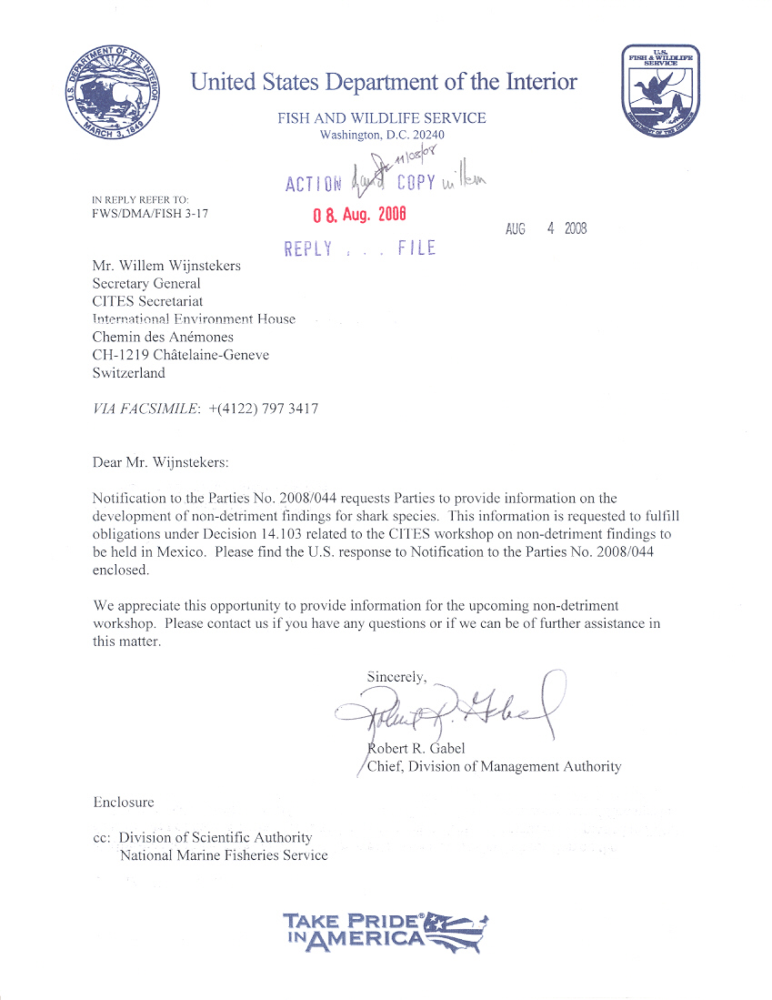 U.S. DEPARTMENT OF THE INTERIOR
MARCH 3, 1849
United States Department of the Interior
FISH AND WILDLIFE SERVICE
Washington, D.C. 20240
U.S.
FISH & WILDLIFE
SERVICE
DEPARTMENT OF THE INTERIOR
11/08/08
ACTION COPY willem
IN REPLY REFER TO:
FWS/DMA/FISH 3-17
08. Aug. 2008
AUG 4 2008
REPLY . . . FILE
Mr. Willem Wijnstekers
Secretary General
CITES Secretariat
International Environment House
Chemin des Anémones
CH-1219 Châtelaine-Geneve
Switzerland
VIA FACSIMILE: +(4122) 797 3417
Dear Mr. Wijnstekers:
Notification to the Parties No. 2008/044 requests Parties to provide information on the
development of non-detriment findings for shark species. This information is requested to fulfill
obligations under Decision 14.103 related to the CITES workshop on non-detriment findings to
be held in Mexico. Please find the U.S. response to Notification to the Parties No. 2008/044
enclosed.
We appreciate this opportunity to provide information for the upcoming non-detriment
workshop. Please contact us if you have any questions or if we can be of further assistance in
this matter.
Sincerely,
Robert R. Gabel
Robert R. Gabel
Chief, Division of Management Authority
Enclosure
cc: Division of Scientific Authority
National Marine Fisheries Service
TAKE PRIDE®
IN AMERICA